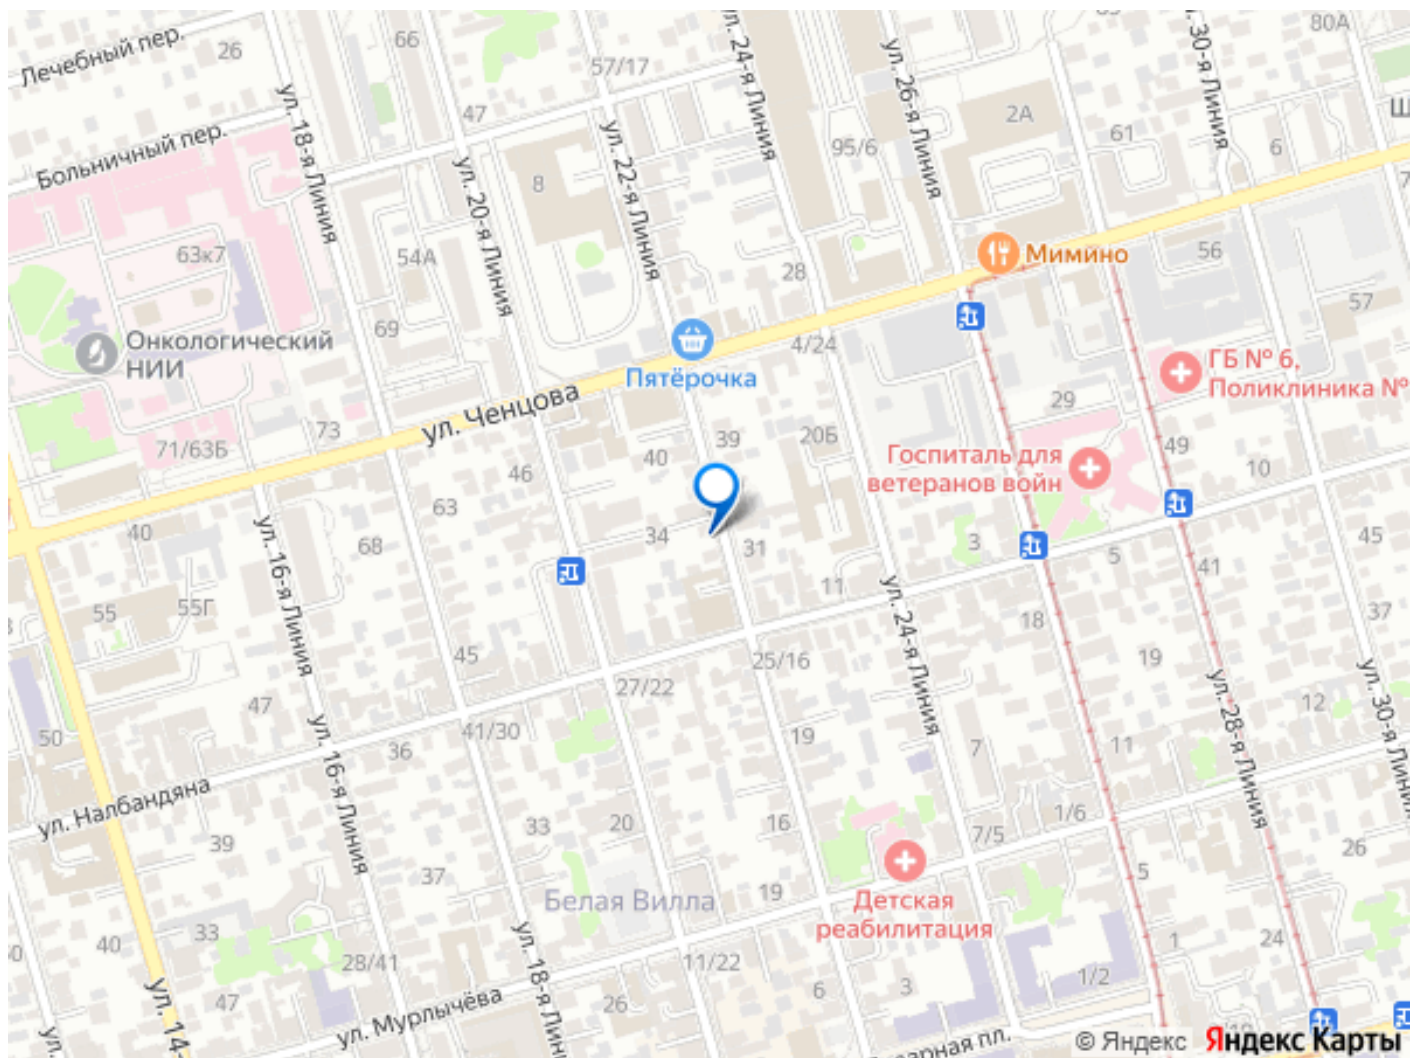 80А
Лечебный пер.
26
66
57/17
47
ул. 24-я Линия
ул. 26-я Линия
ул. 30-я Линия
2А
95/6
61
6
Больничный пер.
ул. 18-я Линия
ул. 20-я Линия
8
ул. 22-я Линия
63к7
54А
28
Мимино
56
57
Онкологический
НИИ
69
Пятёрочка
4/24
ГБ № 6,
Поликлиника №
ул. Ченцова
71/63Б
73
29
39
20Б
40
46
Госпиталь для
ветеранов войн
49
10
63
40
68
34
31
3
5
45
ул. 16-я Линия
11
41
55
55Г
18
37
ул. 24-я Линия
45
25/16
19
27/22
ул. 28-я Линия
12
ул. 30-я Линия
47
50
41/30
36
19
7
11
ул. 16-я Линия
ул. Налбандяна
39
33
20
16
7/5
1/6
26
37
5
Белая Вилла
19
Детская
реабилитация
33
40
28/41
ул. 18-я Лини
11/22
1
24
1/2
ул. 14-
47
ул. Мурлычёва
26
6
3
© Яндекс
Яндекс Карты